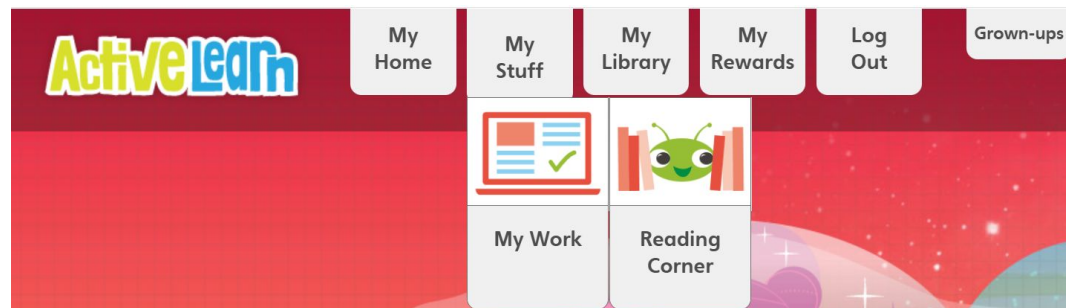 ActiveLearn
My
Home
My
Stuff
My
Library
My
Rewards
Log
Out
Grown-ups
My Work
Reading
Corner